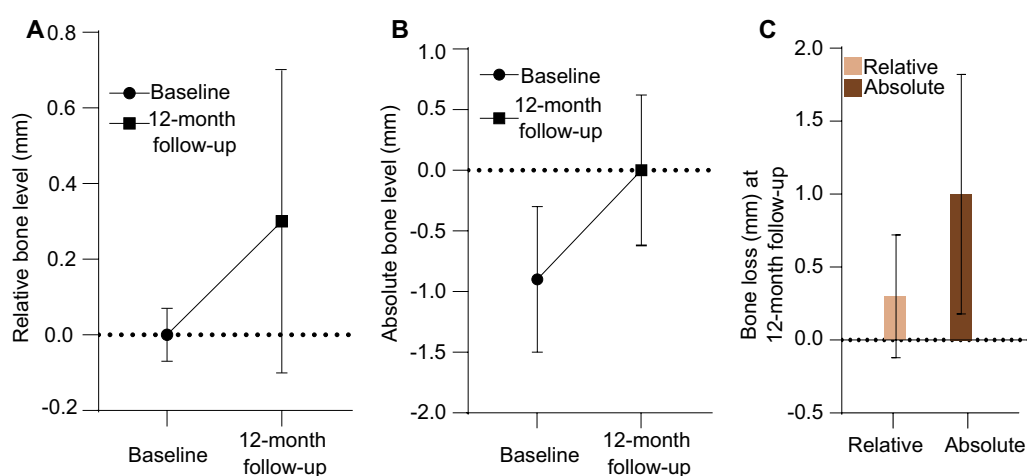 A
Relative bone level (mm)
0.8
0.6
0.4
0.2
0.0
-0.2
Baseline
12-month
follow-up
Baseline
12-month
follow-up
B
Absolute bone level (mm)
1.0
0.5
0.0
-0.5
-1.0
-1.5
-2.0
Baseline
12-month
follow-up
Baseline
12-month
follow-up
C
Bone loss (mm) at
12-month follow-up
2.0
1.5
1.0
0.5
0.0
-0.5
Relative
Absolute
Relative
Absolute